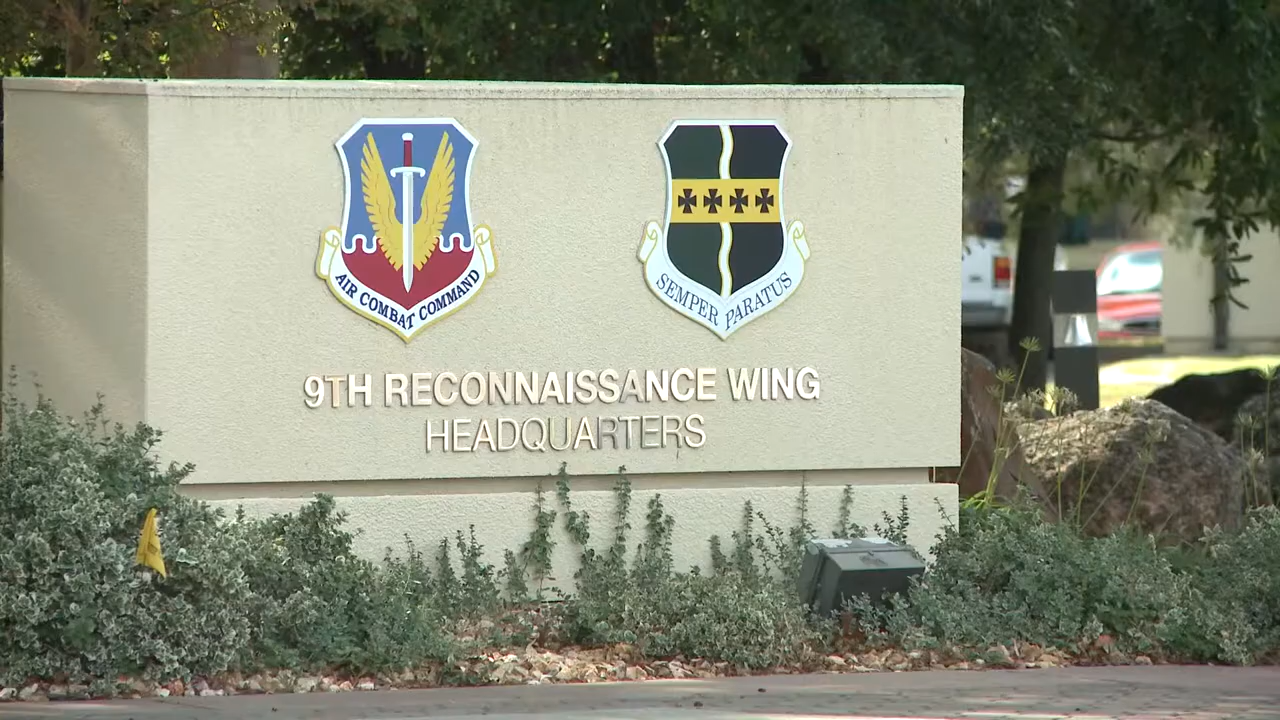 AIR COMBAT COMMAND
SEMPER PARATUS
9TH RECONNAISSANCE WING
HEADQUARTERS